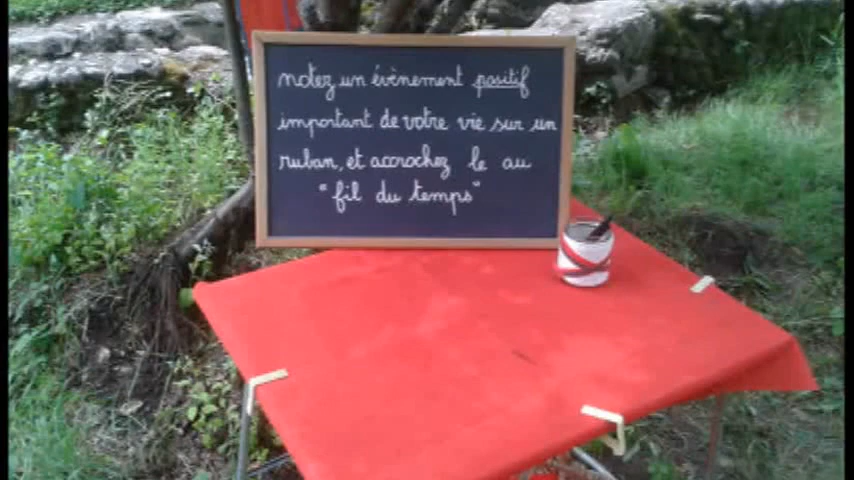 notez un évènement positif
important de votre vie sur un
ruban, et accrochez le au
"fil du temps"